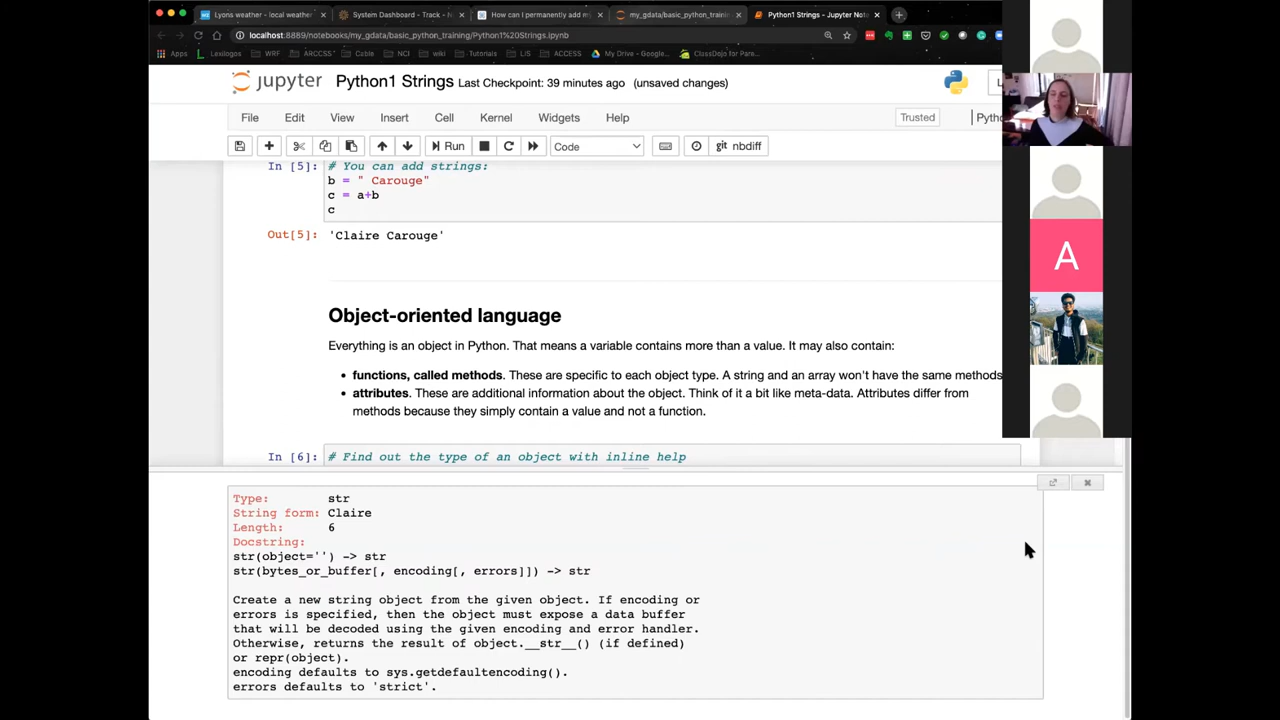 Lyons weather - local weather
System Dashboard - Track - N
How can I permanently add my
my_gdata/basic_python_trainin
Python1 Strings - Jupyter Note
localhost:8889/notebooks/my_gdata/basic_python_training/Python1%20Strings.ipynb
Apps
Lexilogos
WRF
ARCCSS
Cable
NCI
wiki
Tutorials
LIS
ACCESS
My Drive - Google...
ClassDojo for Pare...
jupyter
Python1 Strings Last Checkpoint: 39 minutes ago (unsaved changes)
File Edit View Insert Cell Kernel Widgets Help
Trusted
Pytho
Run
Code
git nbdiff
In [5]: # You can add strings:
b = " Carouge"
c = a+b
c
Out[5]: 'Claire Carouge'
Object-oriented language
Everything is an object in Python. That means a variable contains more than a value. It may also contain:
• functions, called methods. These are specific to each object type. A string and an array won't have the same methods
• attributes. These are additional information about the object. Think of it a bit like meta-data. Attributes differ from
methods because they simply contain a value and not a function.
In [6]: # Find out the type of an object with inline help
Type: str
String form: Claire
Length: 6
Docstring:
str(object='') -> str
str(bytes_or_buffer[, encoding[, errors]]) -> str
Create a new string object from the given object. If encoding or
errors is specified, then the object must expose a data buffer
that will be decoded using the given encoding and error handler.
Otherwise, returns the result of object.__str__() (if defined)
or repr(object).
encoding defaults to sys.getdefaultencoding().
errors defaults to 'strict'.
A